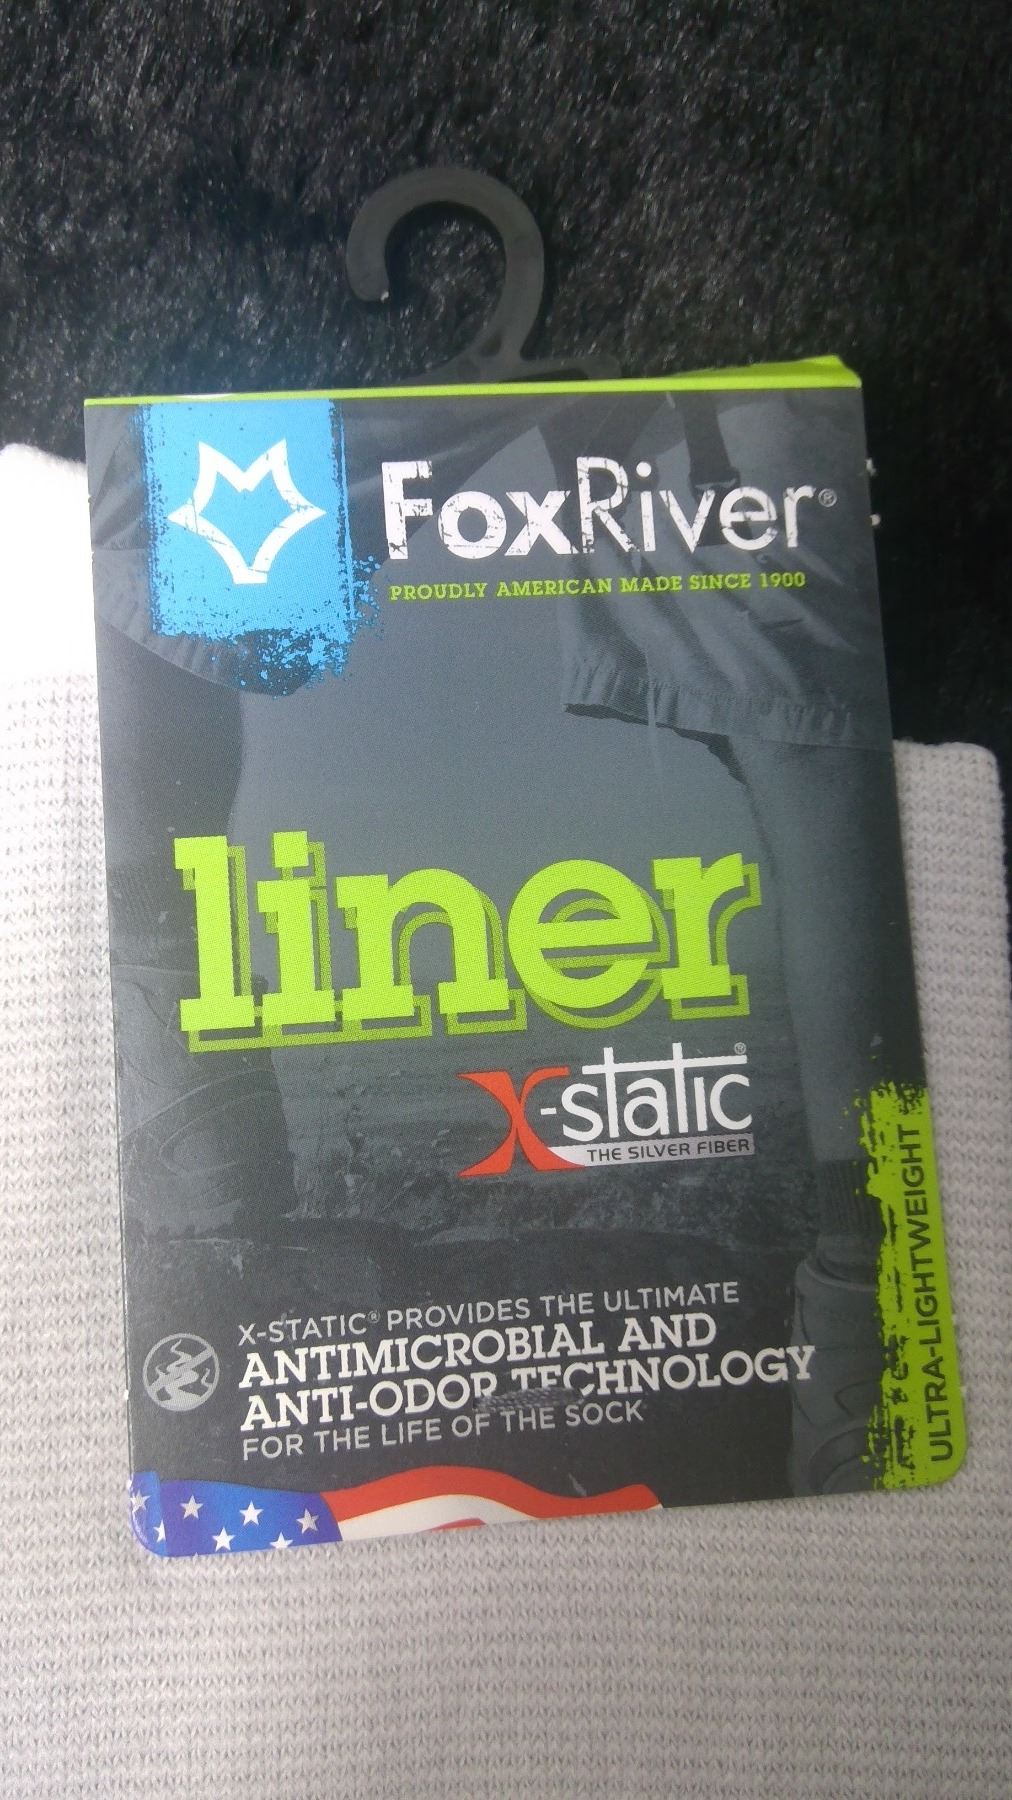 FoxRiver®
PROUDLY AMERICAN MADE SINCE 1900
liner
X-static®
THE SILVER FIBER
ULTRA-LIGHTWEIGHT
X-STATIC® PROVIDES THE ULTIMATE
ANTIMICROBIAL AND
ANTI-ODOR TECHNOLOGY
FOR THE LIFE OF THE SOCK